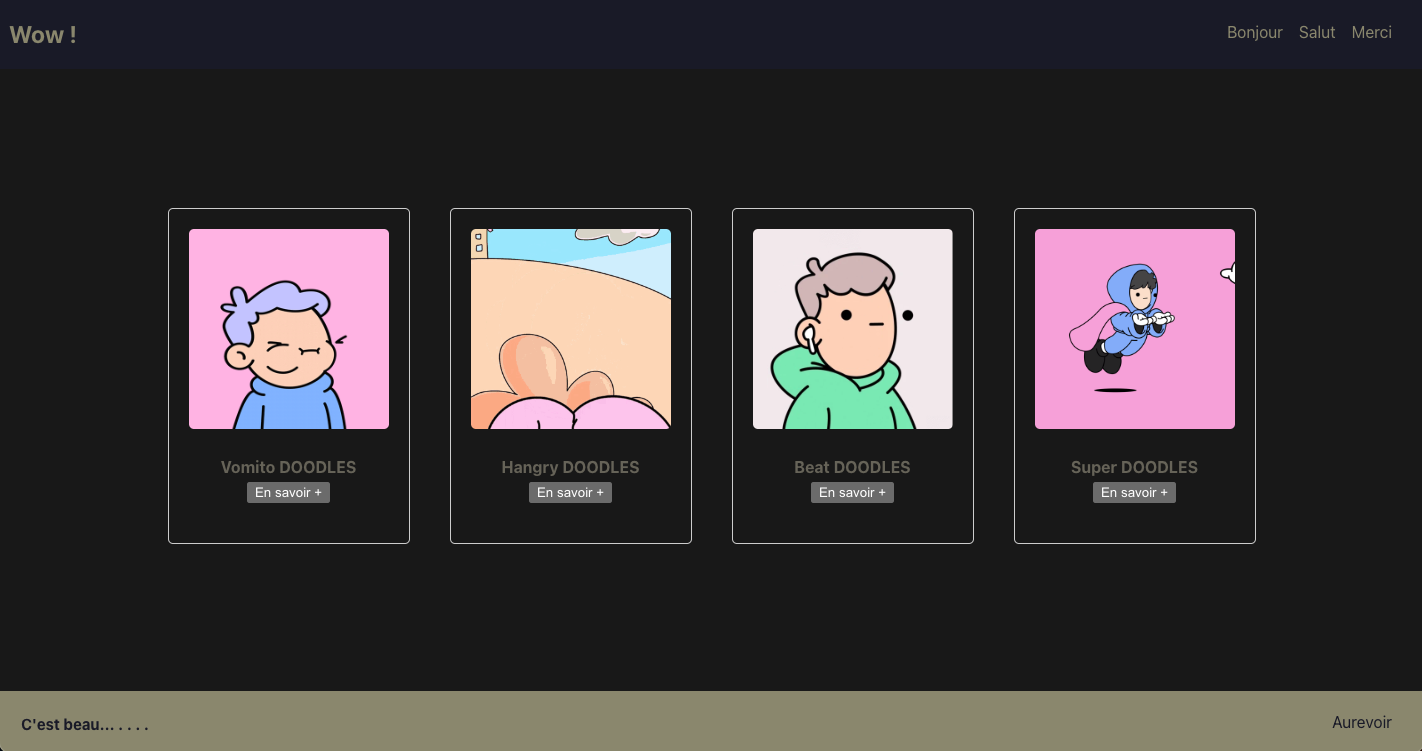 Wow !
Bonjour Salut Merci
Vomito DOODLES
En savoir +
Hangry DOODLES
En savoir +
Beat DOODLES
En savoir +
Super DOODLES
En savoir +
C'est beau... . . . .
Aurevoir